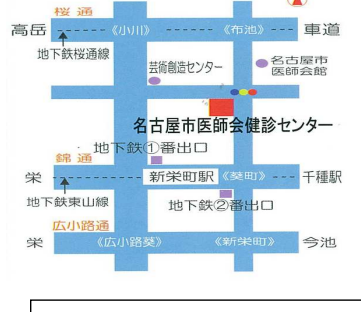 桜 通
高岳 《小川》 《布池》 車道
地下鉄桜通線
芸術創造センター
名古屋市
医師会館
名古屋市医師会健診センター
地下鉄①番出口
錦 通
栄 新栄町駅 《葵町》 千種駅
地下鉄東山線
地下鉄②番出口
広小路通
栄 《広小路葵》 《新栄町》 今池